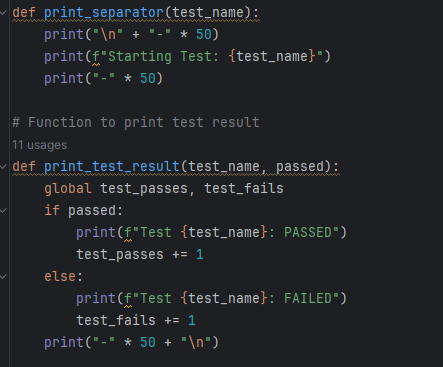 def print_separator(test_name):
    print("\n" + "-" * 50)
    print(f"Starting Test: {test_name}")
    print("-" * 50)

# Function to print test result
11 usages
def print_test_result(test_name, passed):
    global test_passes, test_fails
    if passed:
        print(f"Test {test_name}: PASSED")
        test_passes += 1
    else:
        print(f"Test {test_name}: FAILED")
        test_fails += 1
    print("-" * 50 + "\n")